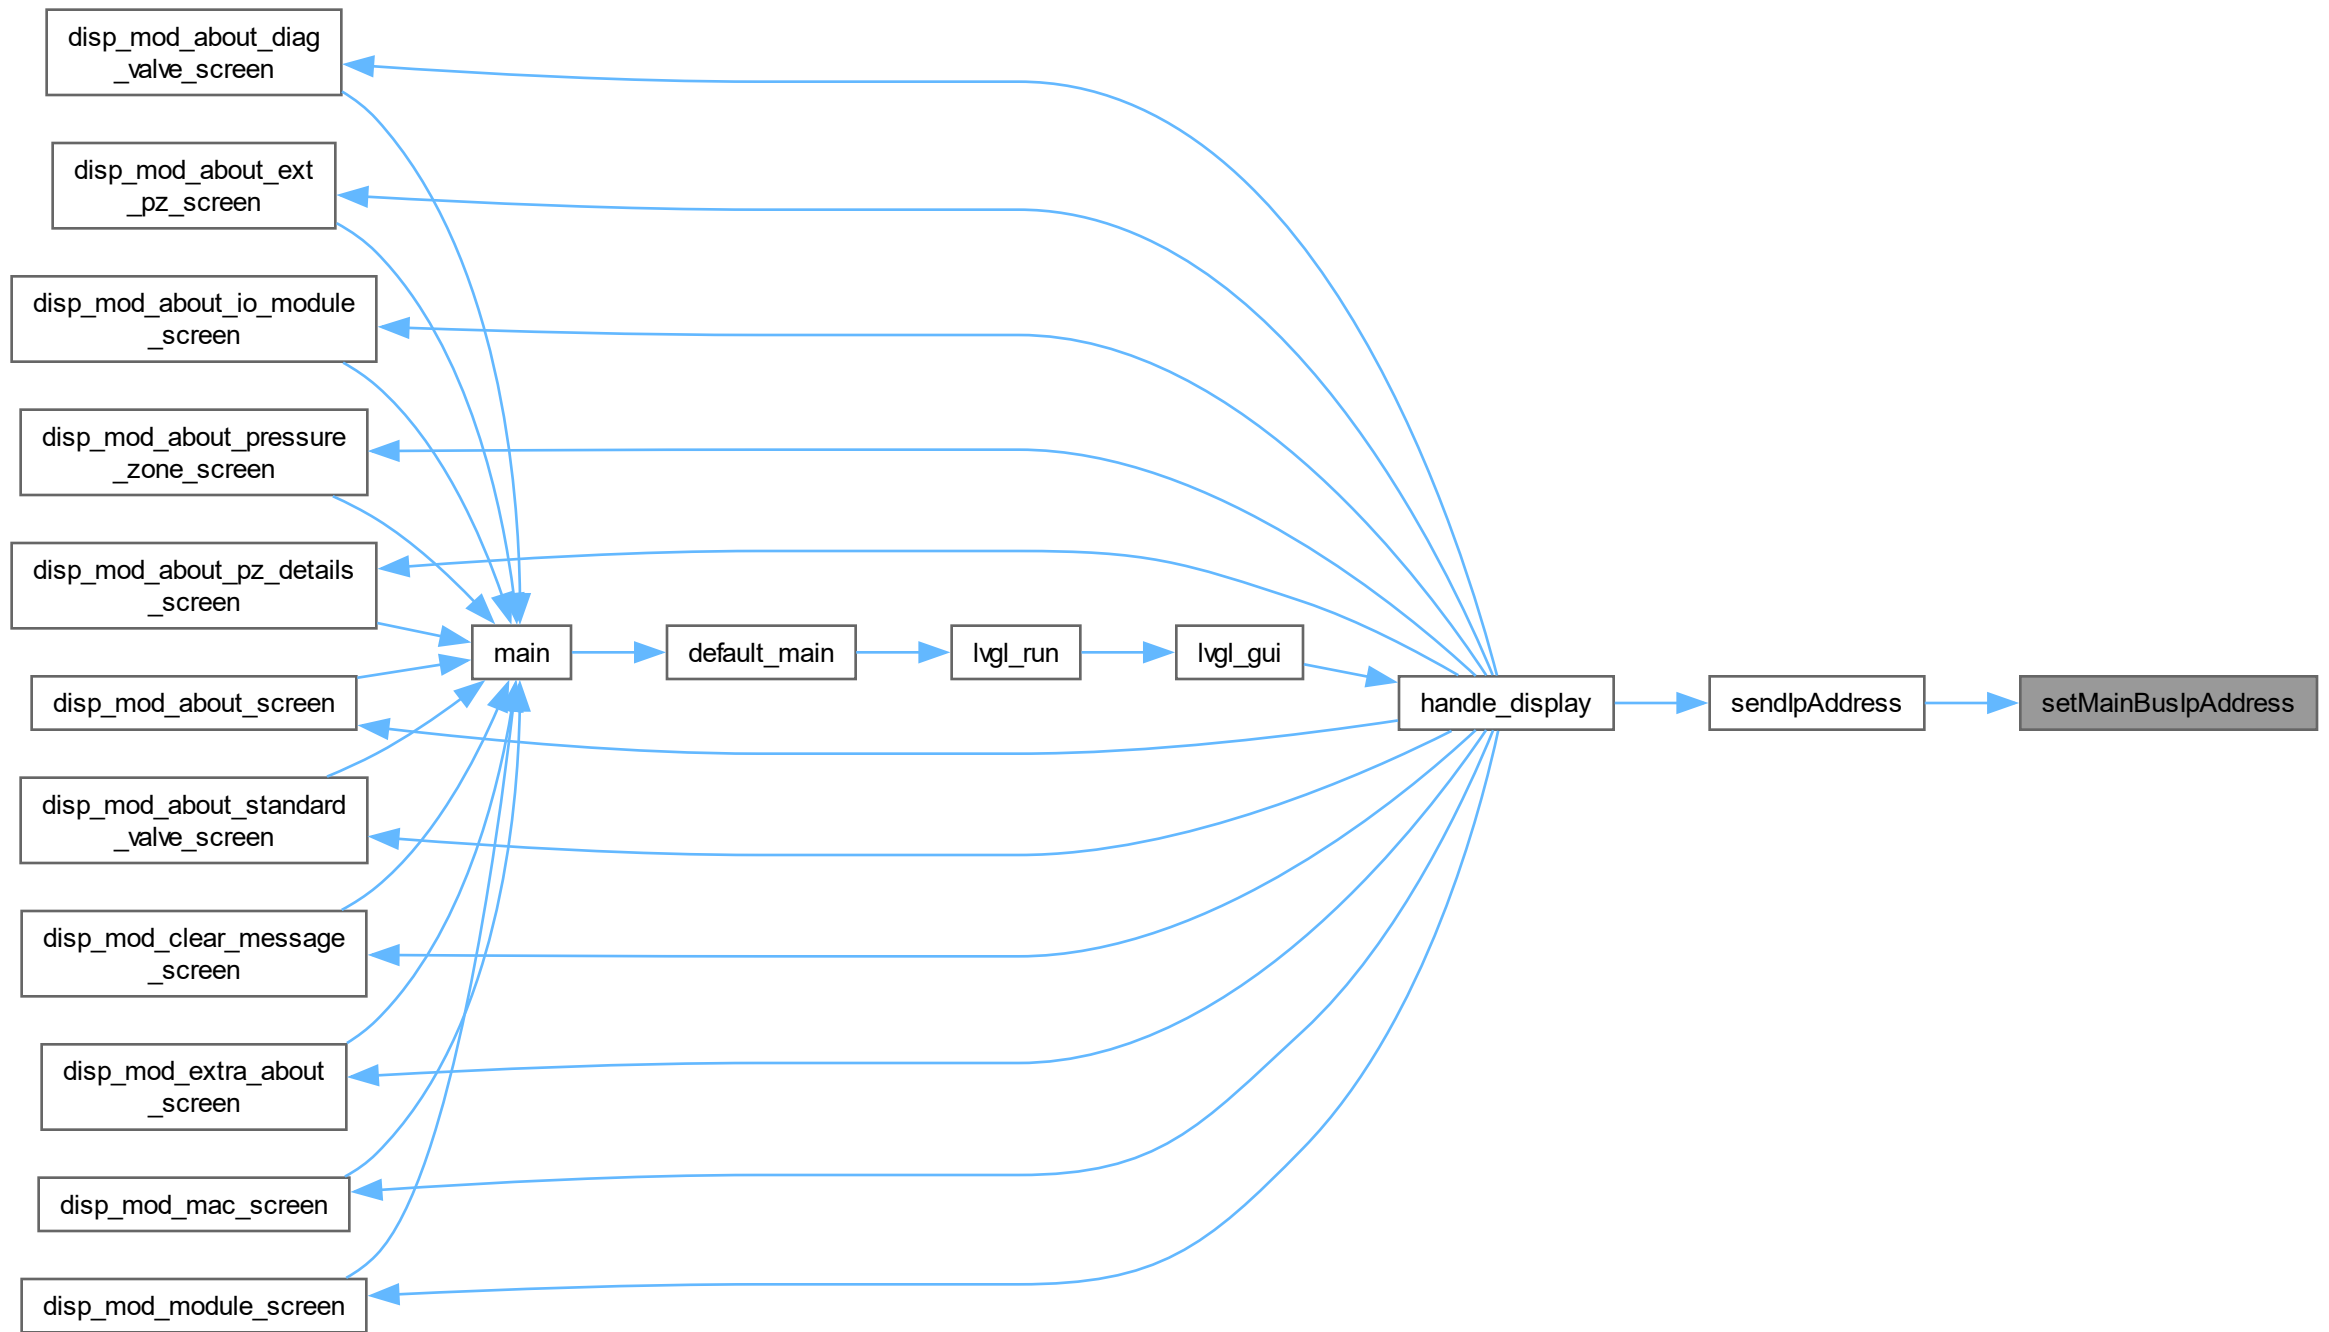 disp_mod_about_diag
_valve_screen
disp_mod_about_ext
_pz_screen
disp_mod_about_io_module
_screen
disp_mod_about_pressure
_zone_screen
disp_mod_about_pz_details
_screen
disp_mod_about_screen
disp_mod_about_standard
_valve_screen
disp_mod_clear_message
_screen
disp_mod_extra_about
_screen
disp_mod_mac_screen
disp_mod_module_screen
main
default_main
lvgl_run
lvgl_gui
handle_display
sendIpAddress
setMainBusIpAddress